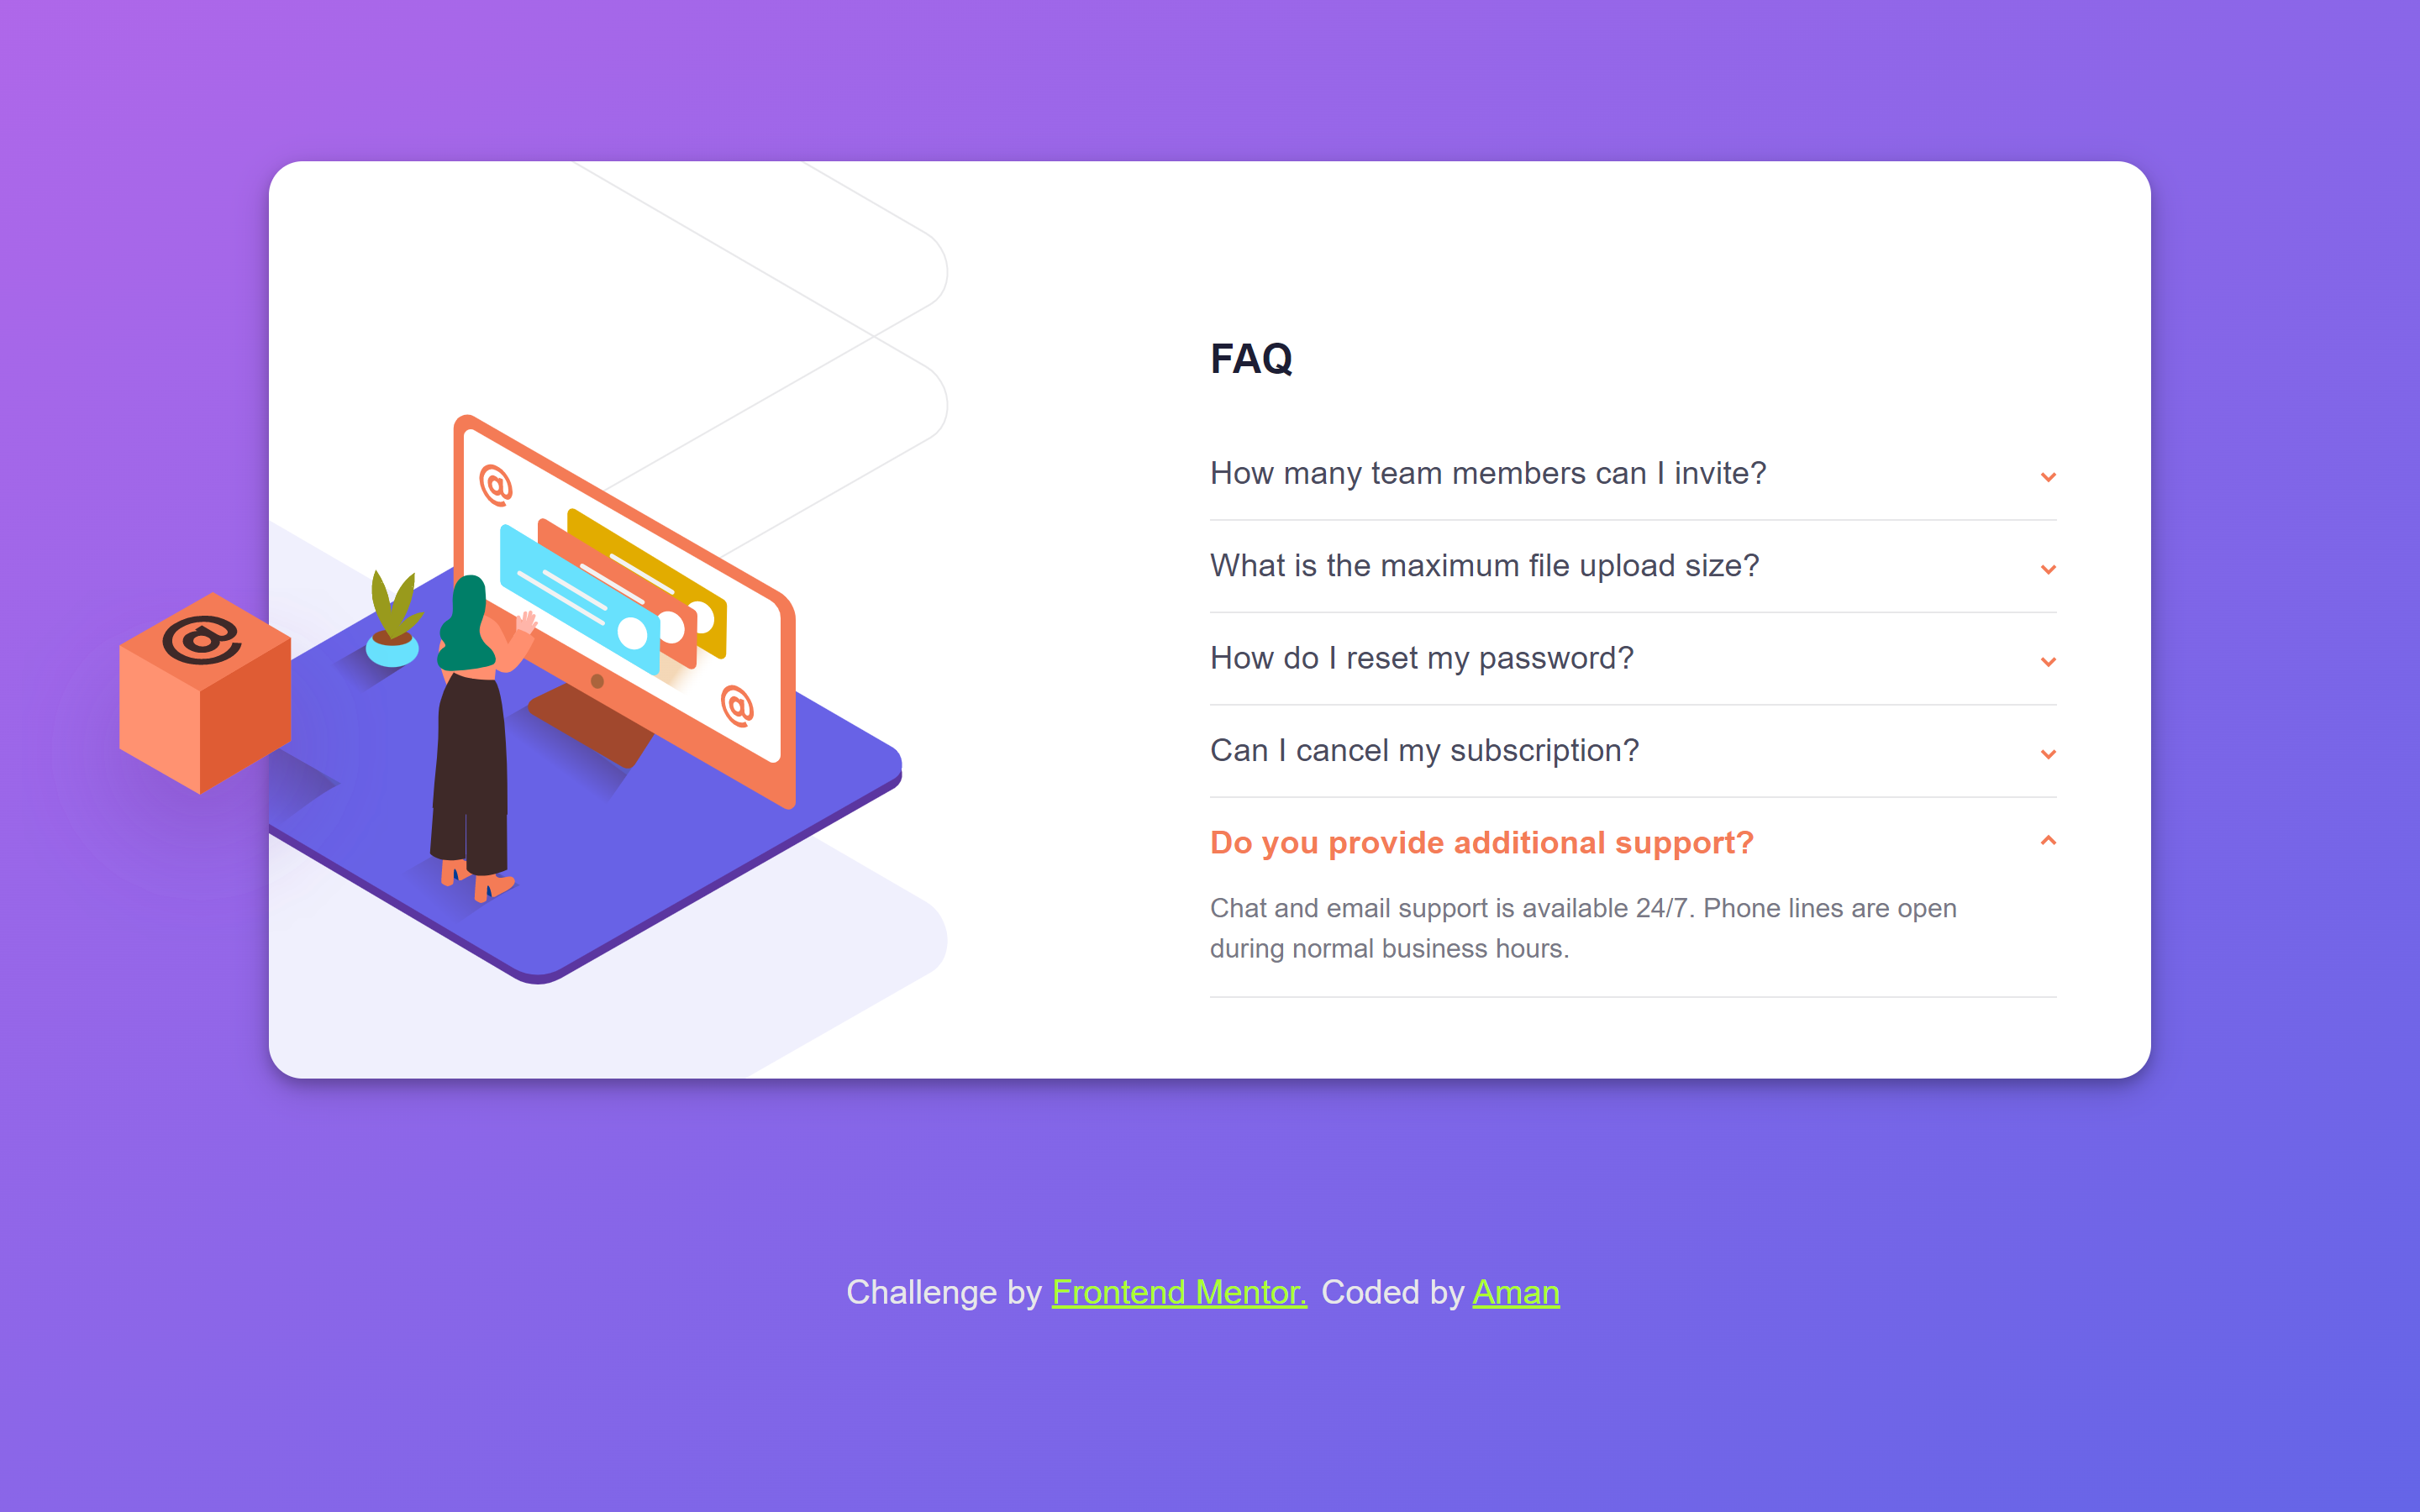 FAQ
How many team members can I invite?
What is the maximum file upload size?
How do I reset my password?
Can I cancel my subscription?
Do you provide additional support?
Chat and email support is available 24/7. Phone lines are open
during normal business hours.
@
@
@
Challenge by Frontend Mentor. Coded by Aman